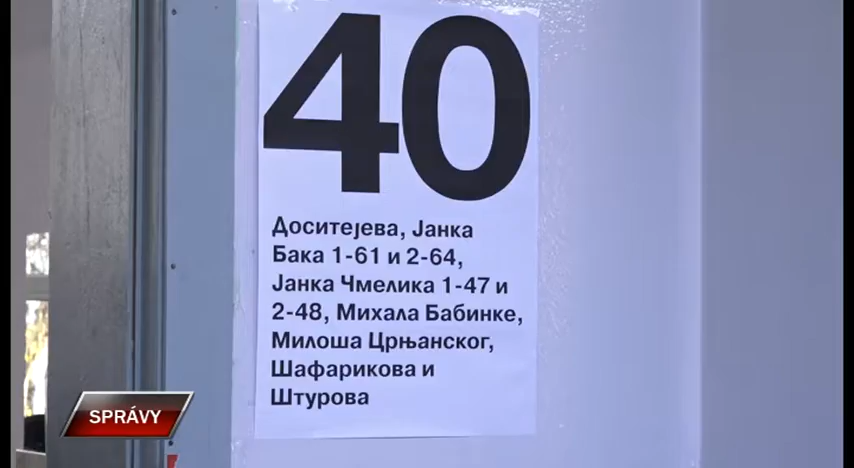 40
Доситејева, Јанка
Бака 1-61 и 2-64,
Јанка Чмелика 1-47 и
2-48, Михала Бабинке,
Милоша Црњанског,
Шафарикова и
Штурова
SPRÁVY